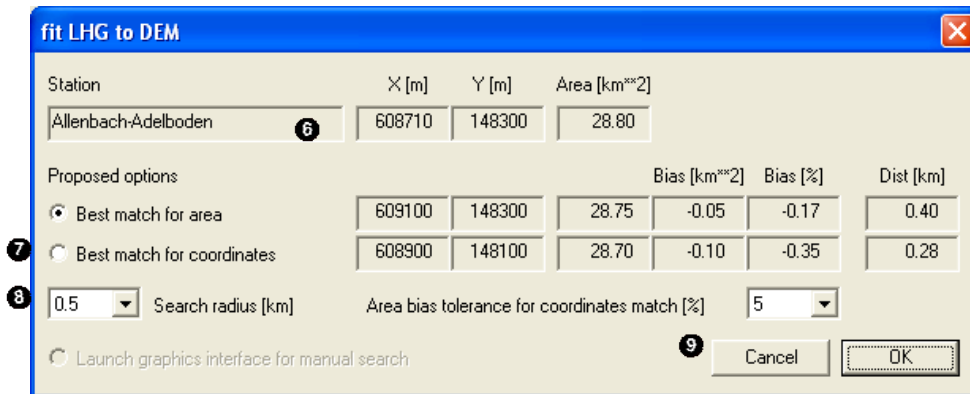 fit LHG to DEM
Station X [m] Y [m] Area [km**2]
Allenbach-Adelboden 6 608710 148300 28.80
Proposed options Bias [km**2] Bias [%] Dist [km]
Best match for area 609100 148300 28.75 -0.05 -0.17 0.40
7 Best match for coordinates 608900 148100 28.70 -0.10 -0.35 0.28
8 0.5 Search radius [km] Area bias tolerance for coordinates match [%] 5
Launch graphics interface for manual search 9 Cancel OK